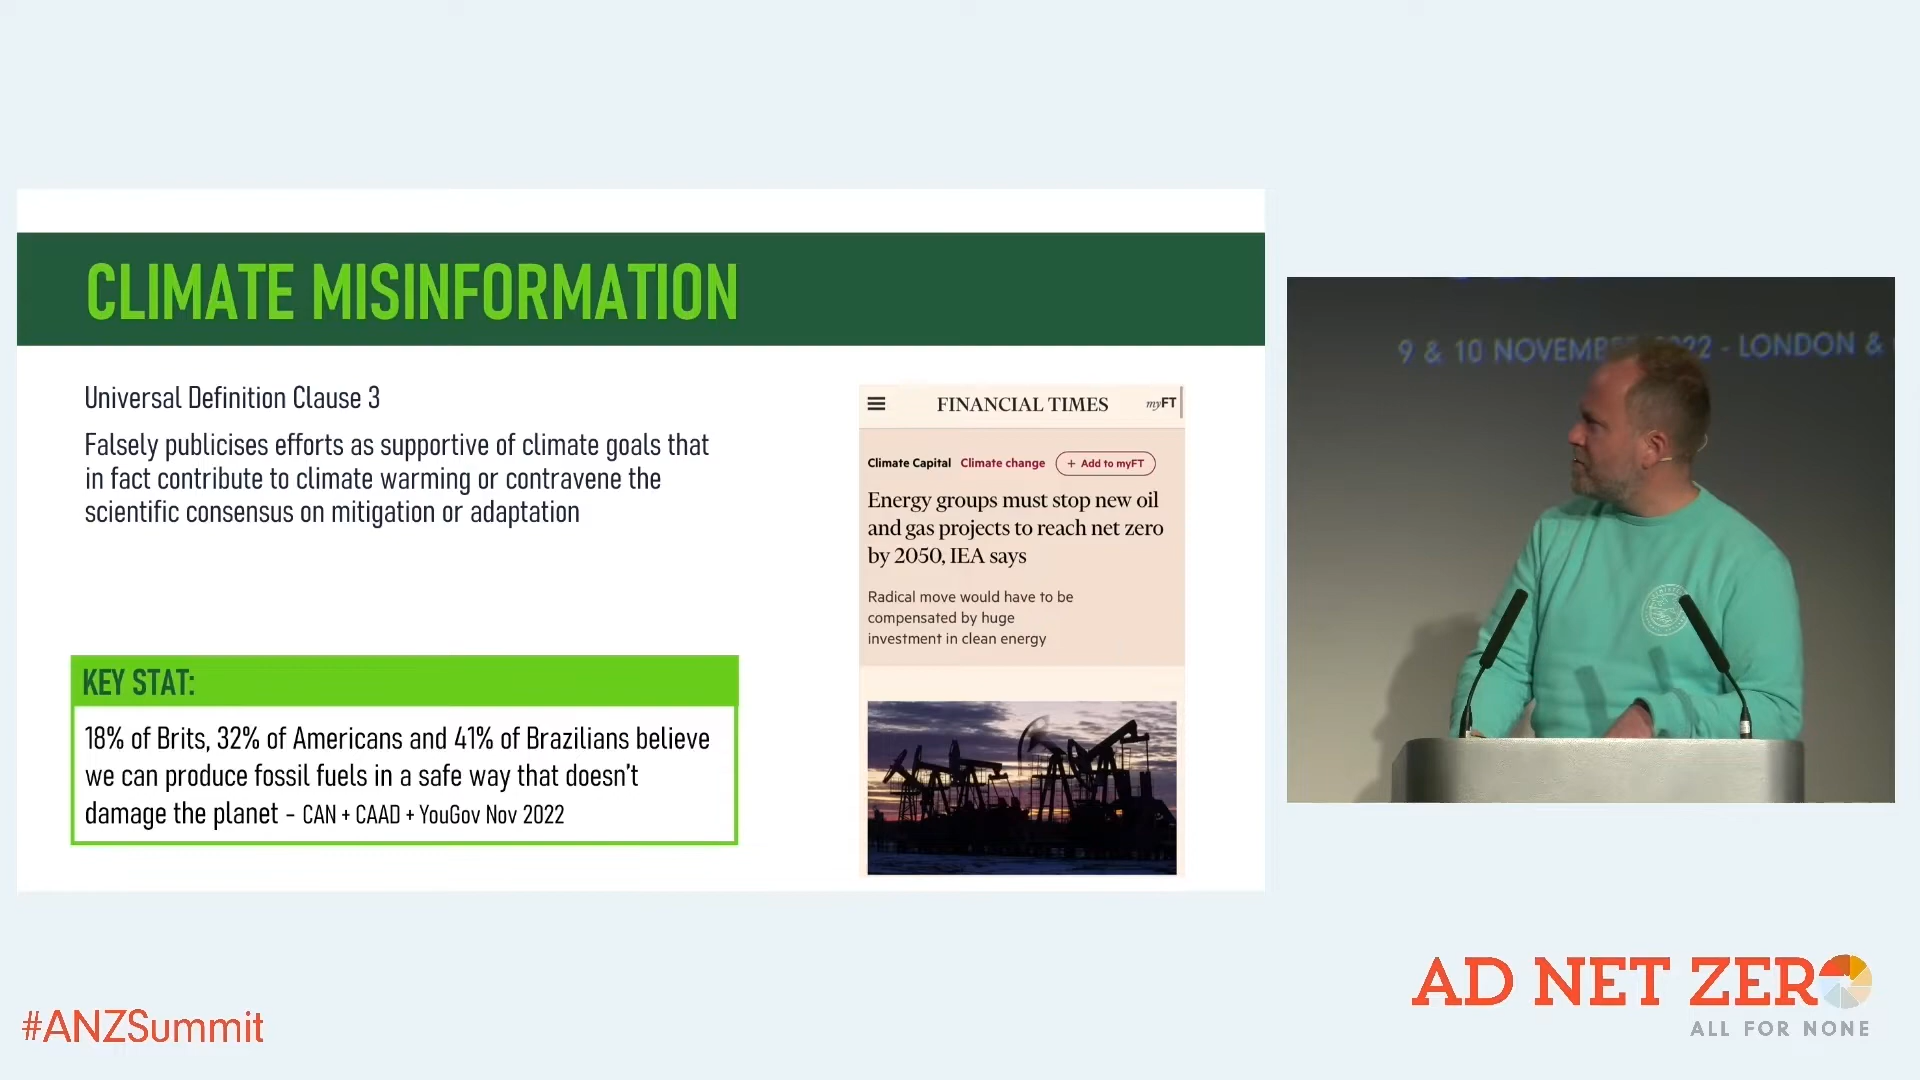 CLIMATE MISINFORMATION
Universal Definition Clause 3
Falsely publicises efforts as supportive of climate goals that
in fact contribute to climate warming or contravene the
scientific consensus on mitigation or adaptation
KEY STAT:
18% of Brits, 32% of Americans and 41% of Brazilians believe
we can produce fossil fuels in a safe way that doesn't
damage the planet - CAN + CAAD + YouGov Nov 2022
FINANCIAL TIMES
myFT
Climate Capital Climate change + Add to myFT
Energy groups must stop new oil
and gas projects to reach net zero
by 2050, IEA says
Radical move would have to be
compensated by huge
investment in clean energy
9 & 10 NOVEMBE 22 - LONDON &
#ANZSummit
AD NET ZERO
ALL FOR NONE